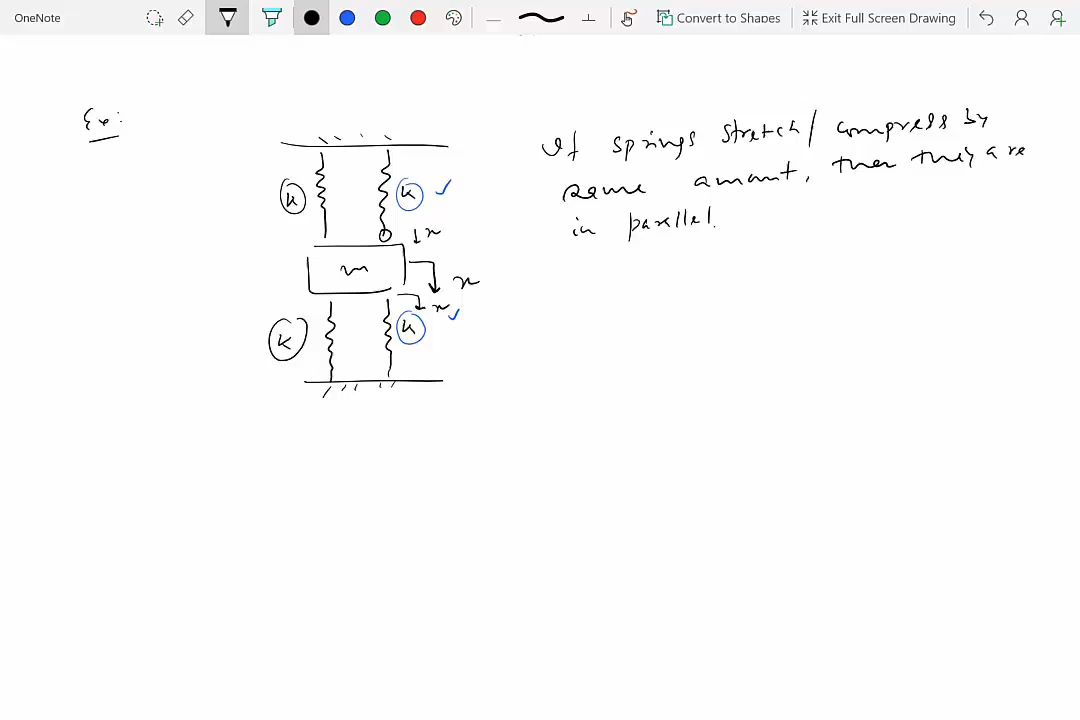 OneNote
Convert to Shapes
Exit Full Screen Drawing
Ex:
If springs stretch/compress by
same amount, then they are
in parallel.
k
k
x
m
x
x
k
k